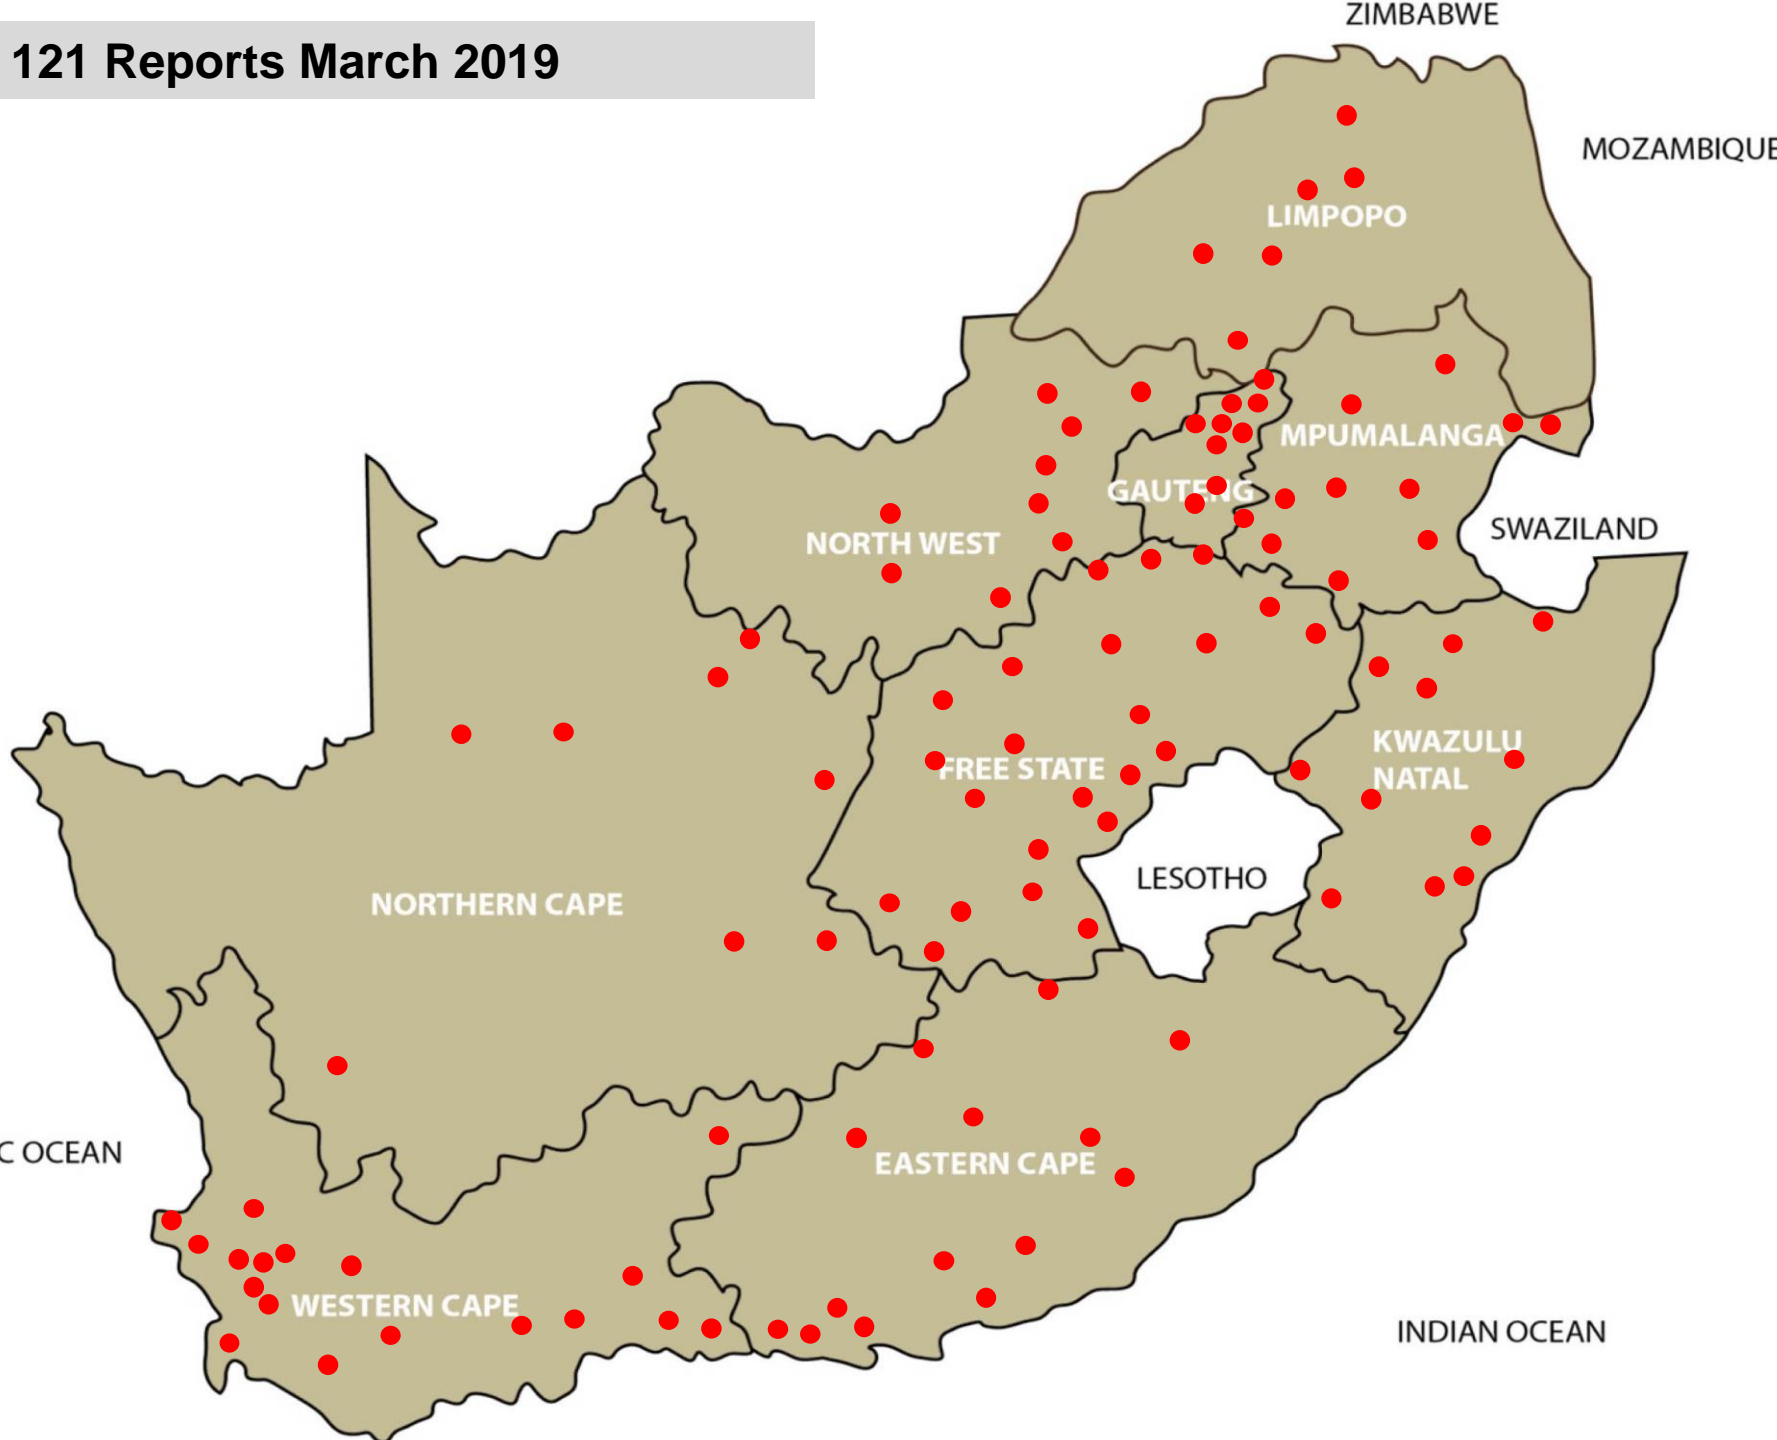 ZIMBABWE
121 Reports March 2019
MOZAMBIQUE
LIMPOPO
MPUMALANGA
GAUTENG
SWAZILAND
NORTH WEST
KWAZULU
NATAL
FREE STATE
LESOTHO
NORTHERN CAPE
C OCEAN
EASTERN CAPE
WESTERN CAPE
INDIAN OCEAN